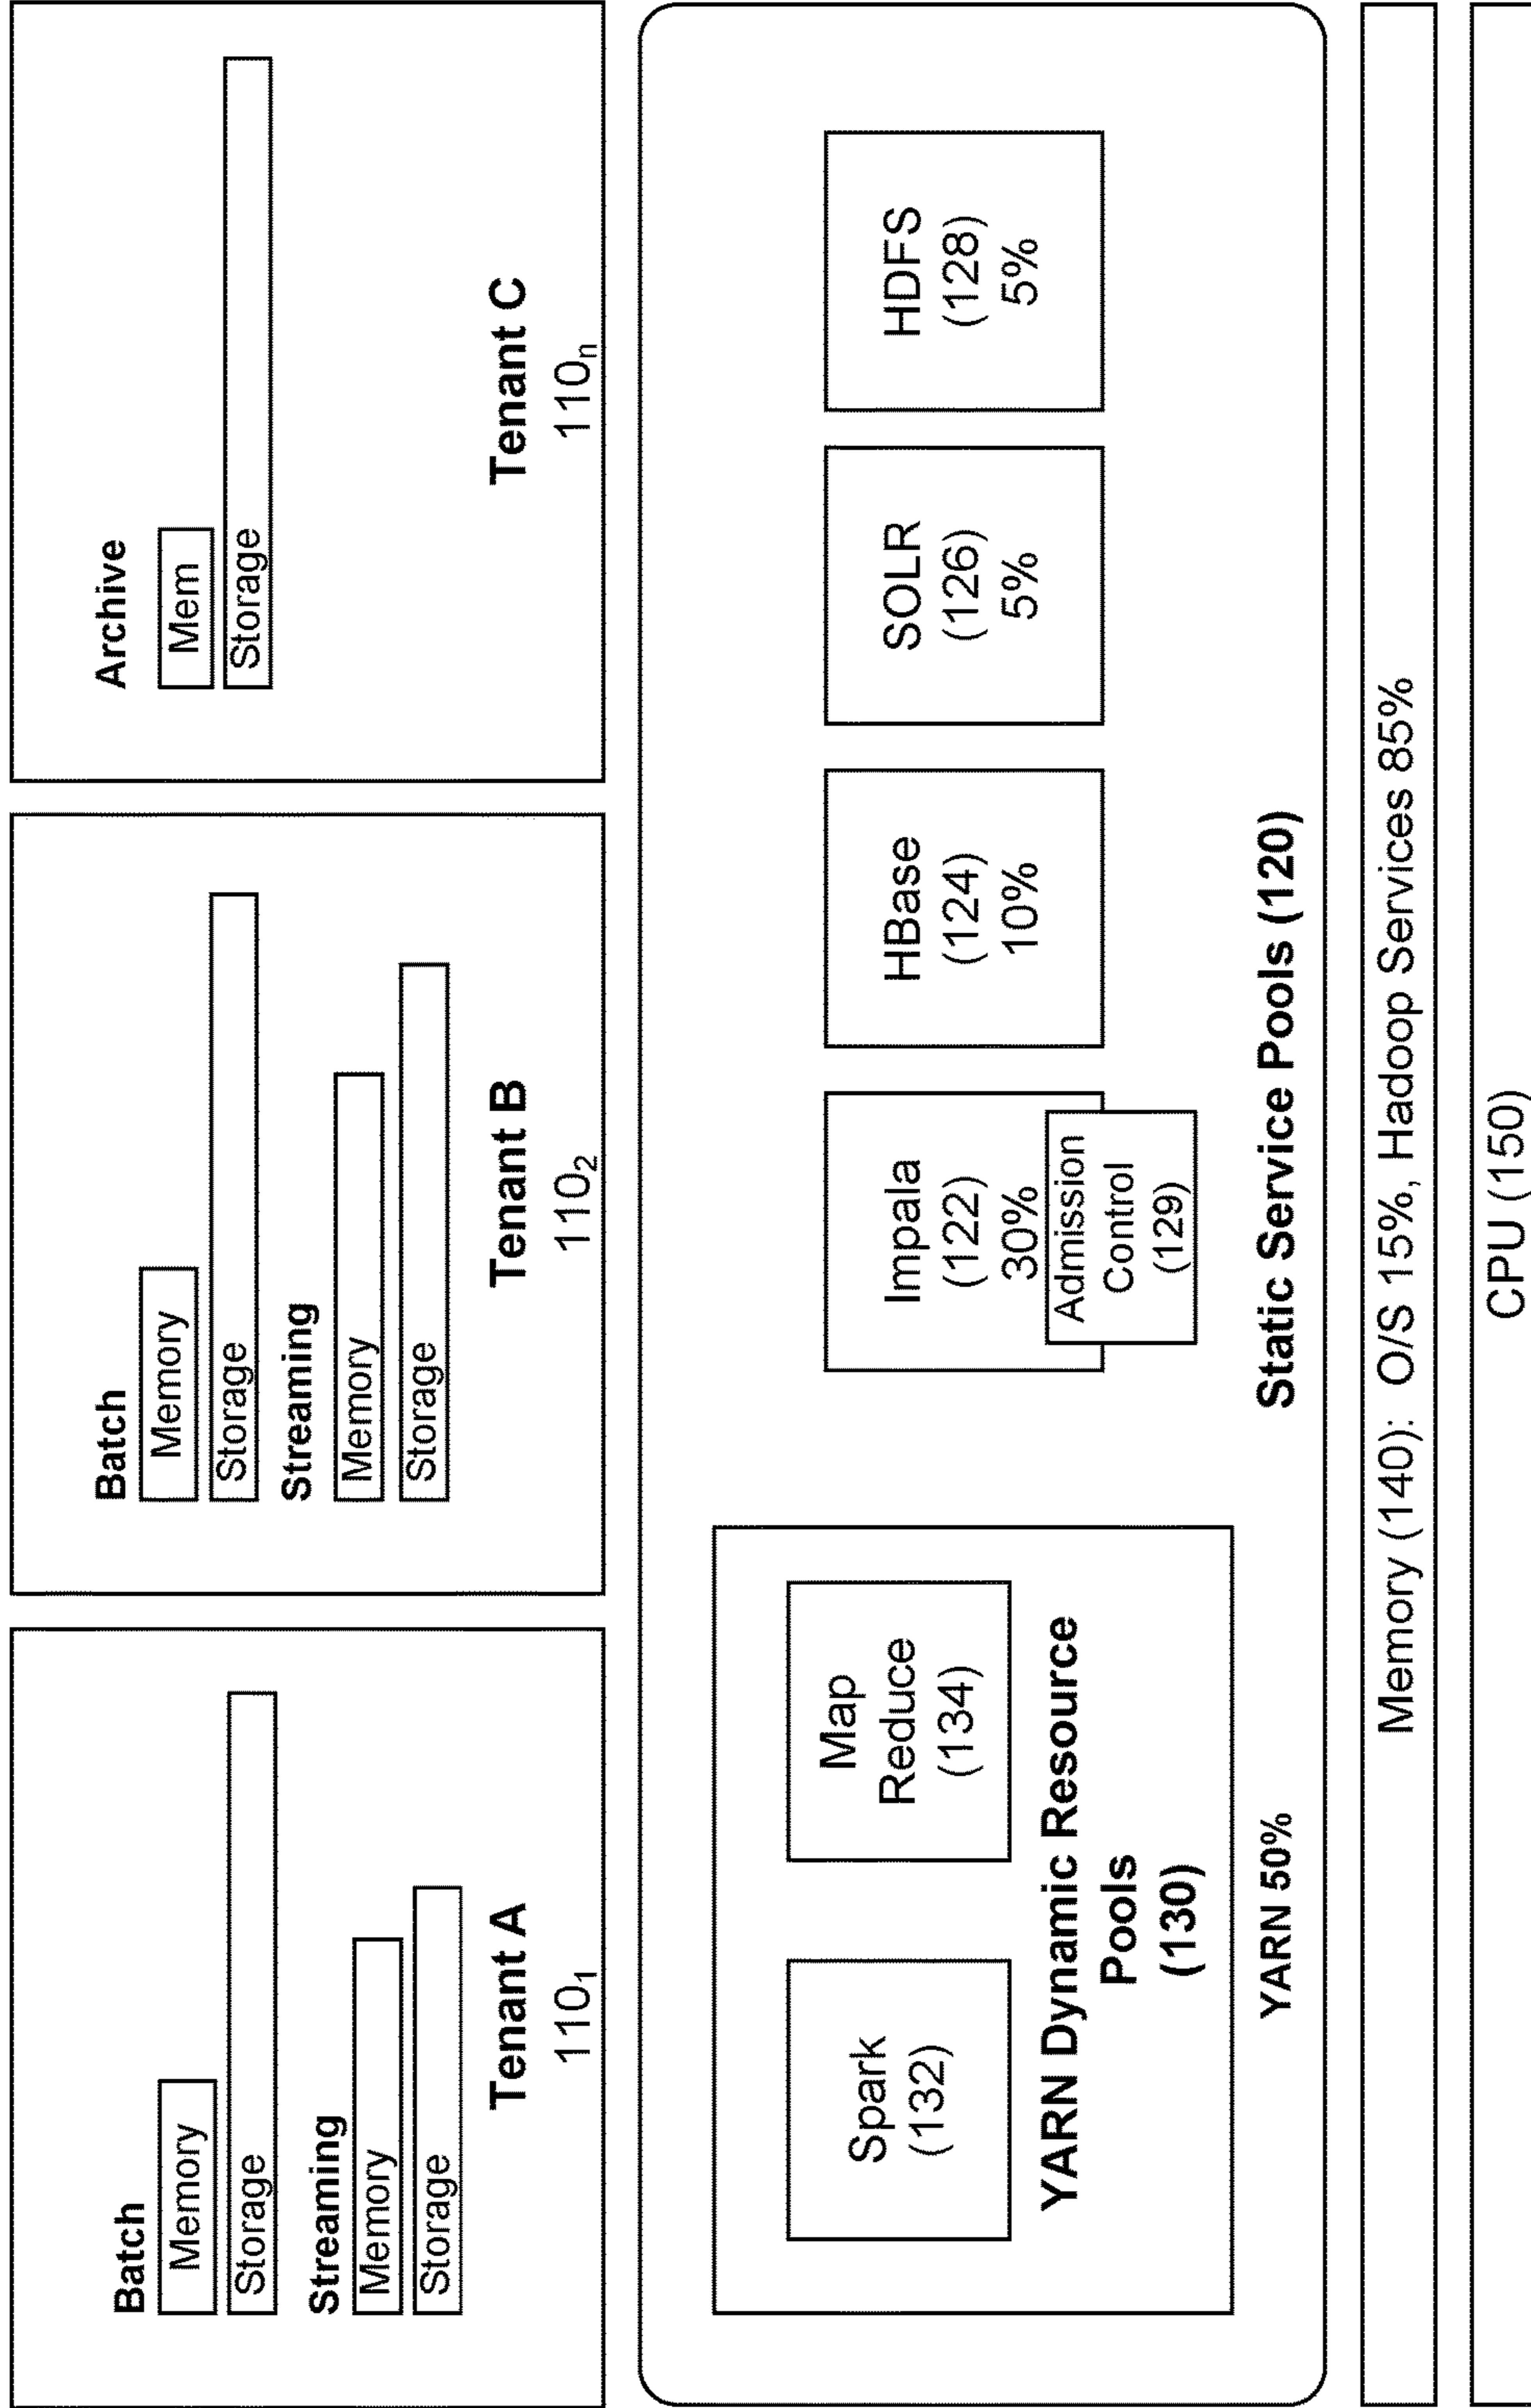 Batch
Memory
Storage
Streaming
Memory
Storage
Tenant A
110₁
Batch
Memory
Storage
Streaming
Memory
Storage
Tenant B
110₂
Archive
Mem
Storage
Tenant C
110ₙ
Spark
(132)
Map
Reduce
(134)
YARN Dynamic Resource
Pools
(130)
YARN 50%
Impala
(122)
30%
Admission
Control
(129)
HBase
(124)
10%
SOLR
(126)
5%
HDFS
(128)
5%
Static Service Pools (120)
Memory (140): O/S 15%, Hadoop Services 85%
CPU (150)